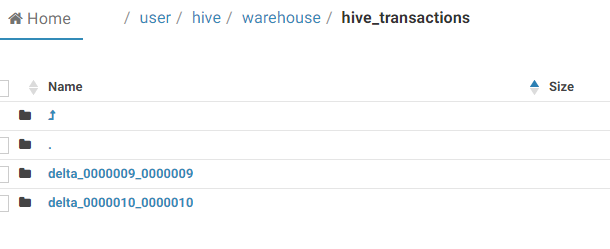 Home / user / hive / warehouse / hive_transactions
Name Size
.
delta_0000009_0000009
delta_0000010_0000010